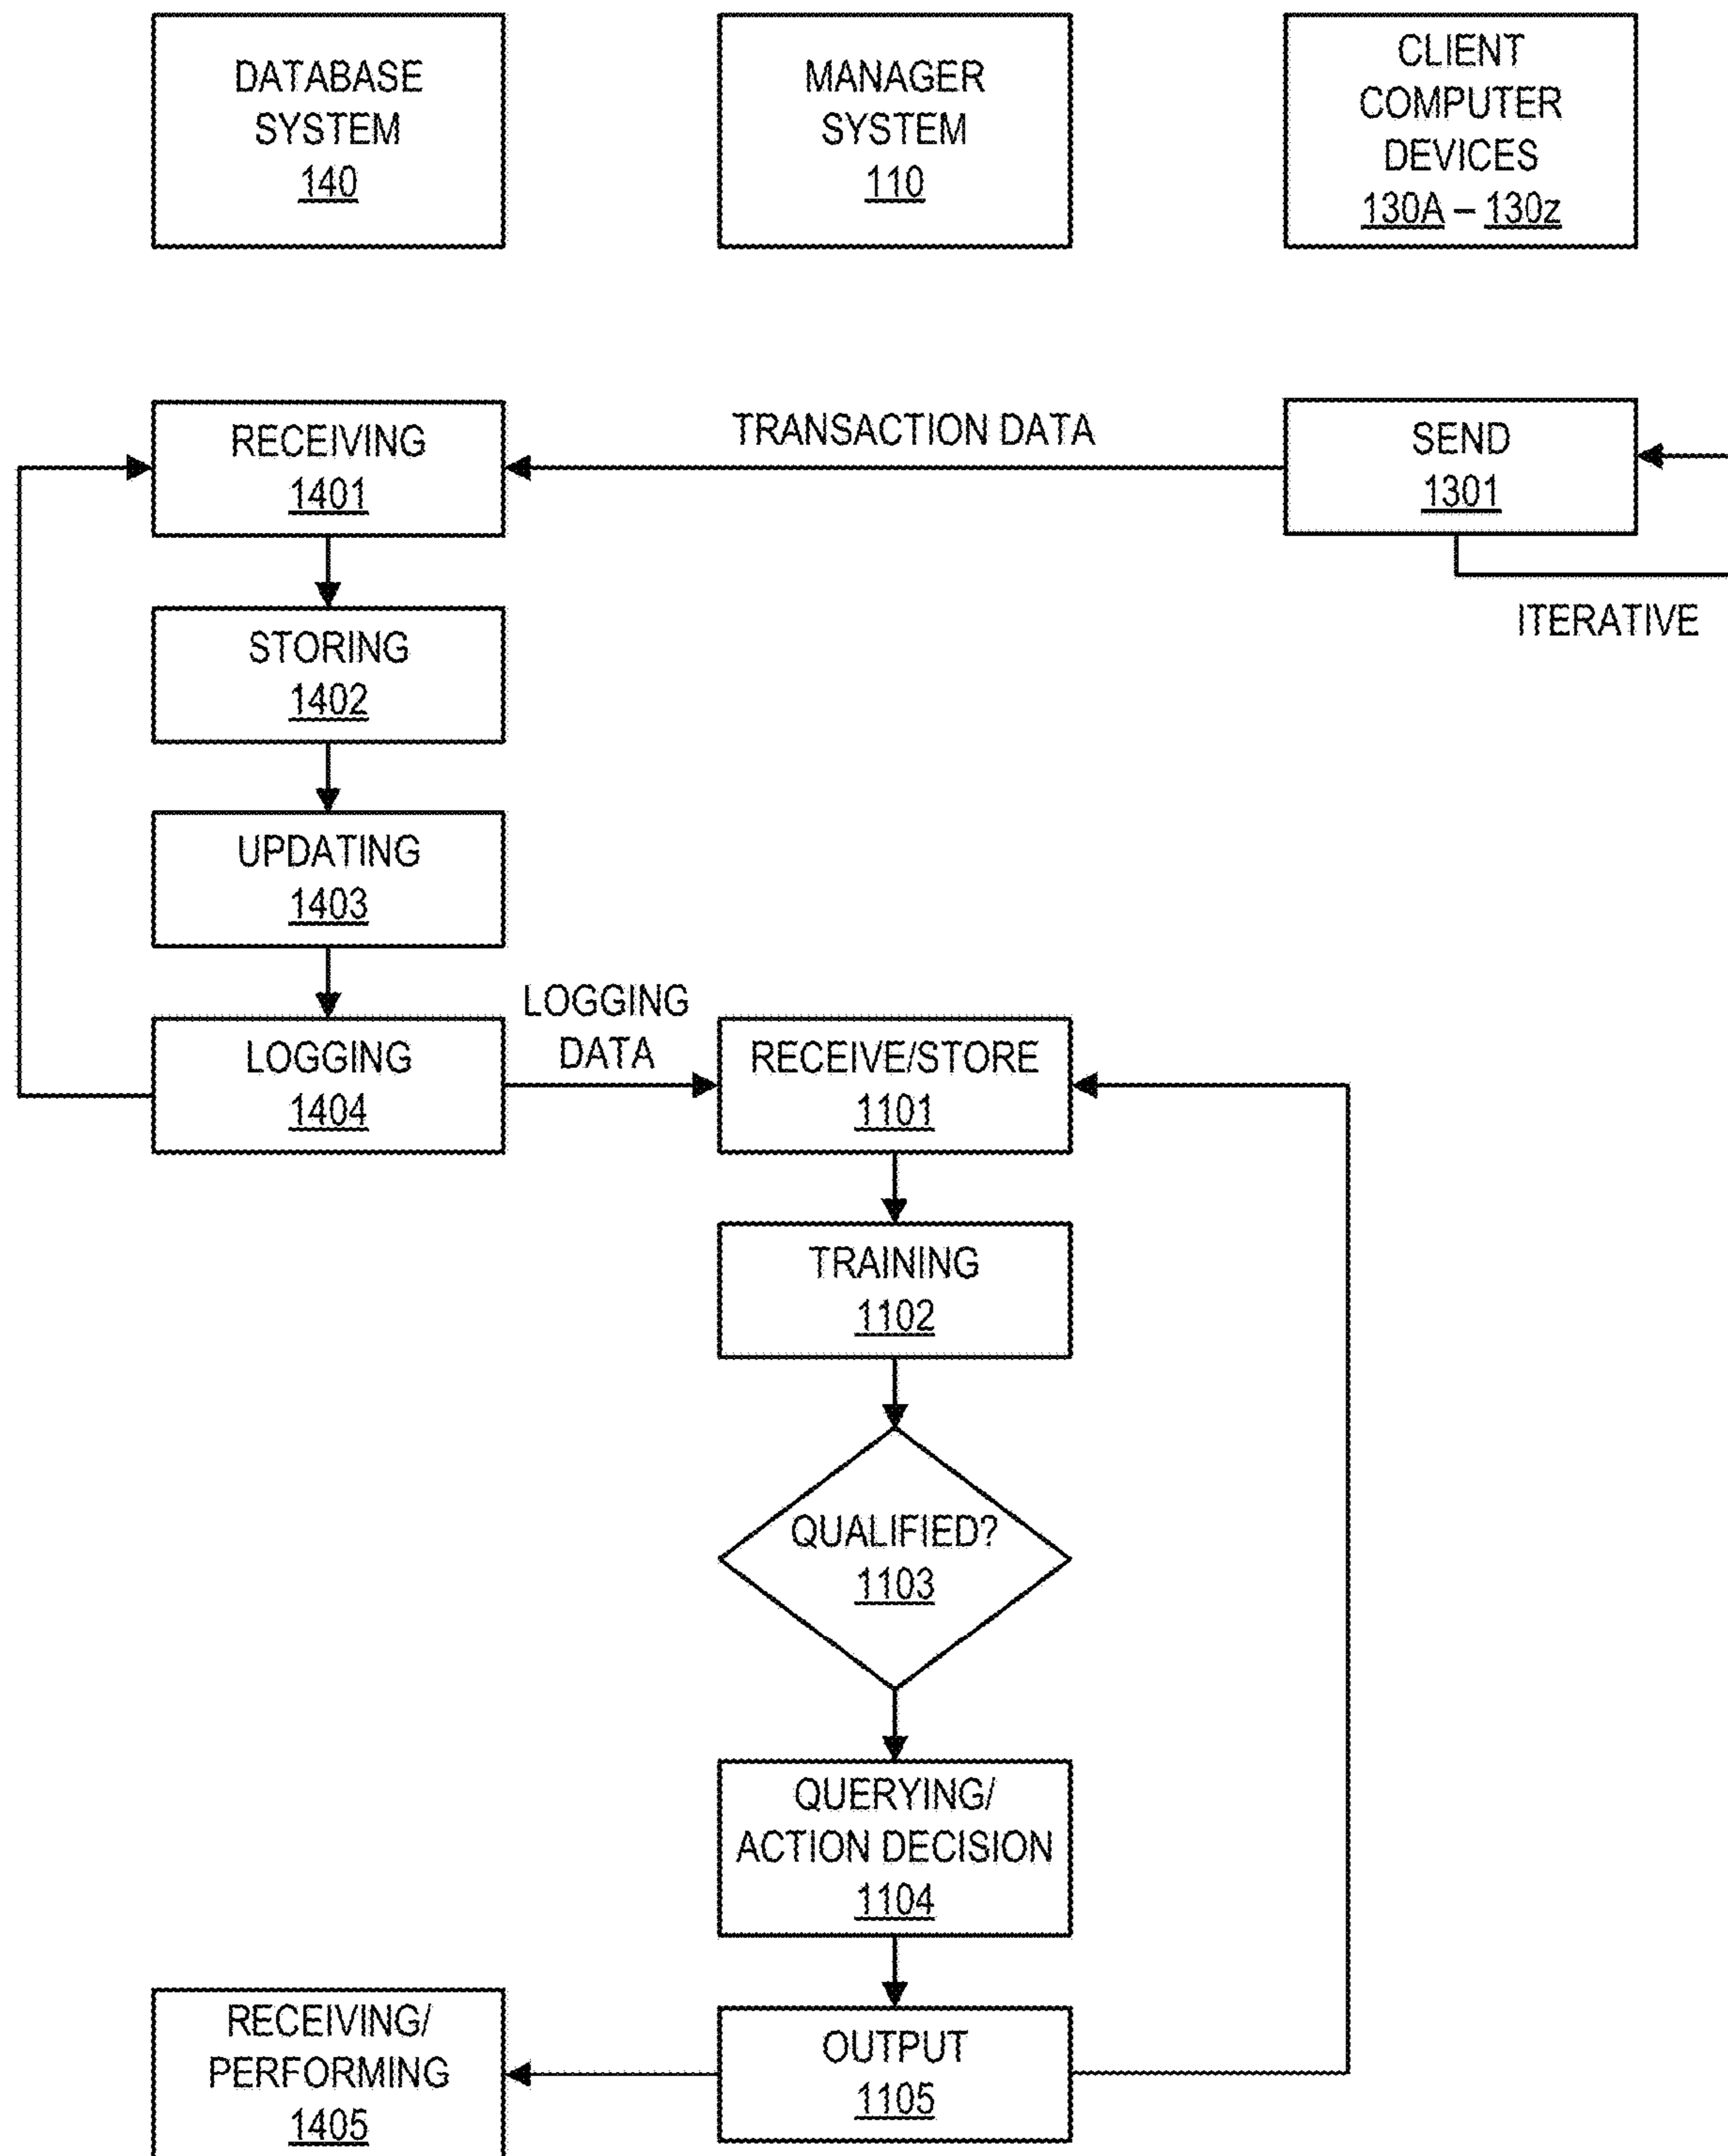 DATABASE
SYSTEM
140
MANAGER
SYSTEM
110
CLIENT
COMPUTER
DEVICES
130A – 130z
RECEIVING
1401
TRANSACTION DATA
SEND
1301
ITERATIVE
STORING
1402
UPDATING
1403
LOGGING
1404
LOGGING
DATA
RECEIVE/STORE
1101
TRAINING
1102
QUALIFIED?
1103
QUERYING/
ACTION DECISION
1104
RECEIVING/
PERFORMING
1405
OUTPUT
1105